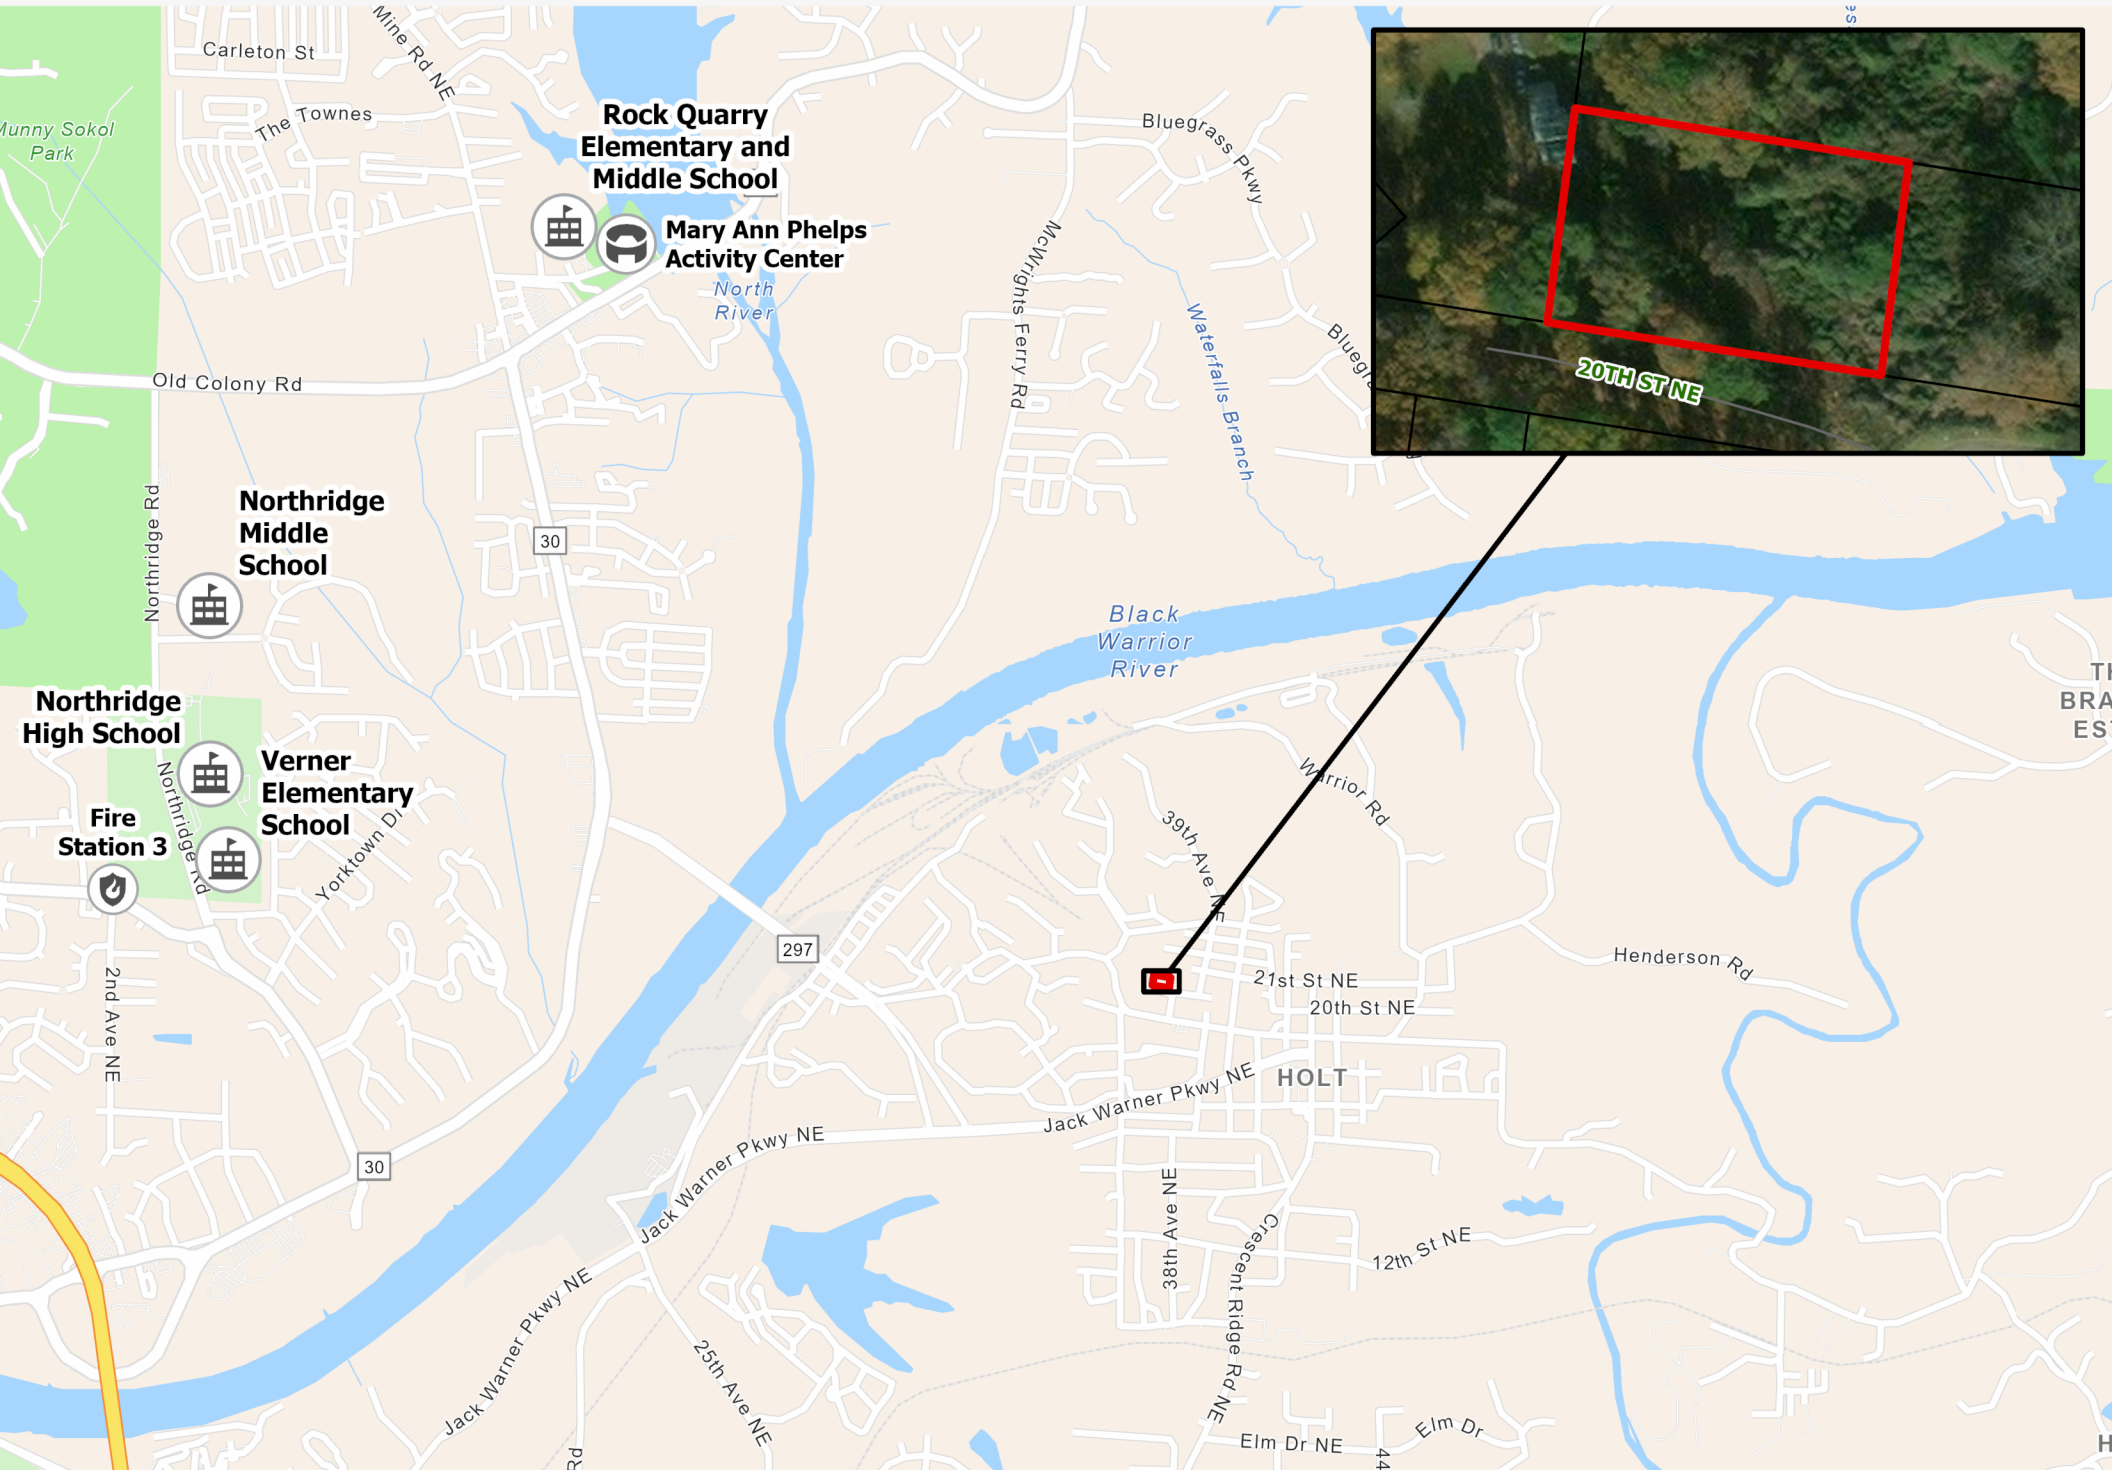 Carleton St
Mine Rd NE
The Townes
Munny Sokol
Park
Rock Quarry
Elementary and
Middle School
Mary Ann Phelps
Activity Center
North
River
Bluegrass Pkwy
McWrights Ferry Rd
Waterfalls Branch
20TH ST NE
Old Colony Rd
Northridge Rd
30
Northridge
Middle
School
Black
Warrior
River
Northridge
High School
Verner
Elementary
School
Fire
Station 3
Northridge Rd
Yorktown Dr
Warrior Rd
39th Ave NE
297
2nd Ave NE
21st St NE
20th St NE
Henderson Rd
HOLT
Jack Warner Pkwy NE
Jack Warner Pkwy NE
30
38th Ave NE
Crescent Ridge Rd NE
12th St NE
Jack Warner Pkwy NE
25th Ave NE
Elm Dr NE
Elm Dr
44